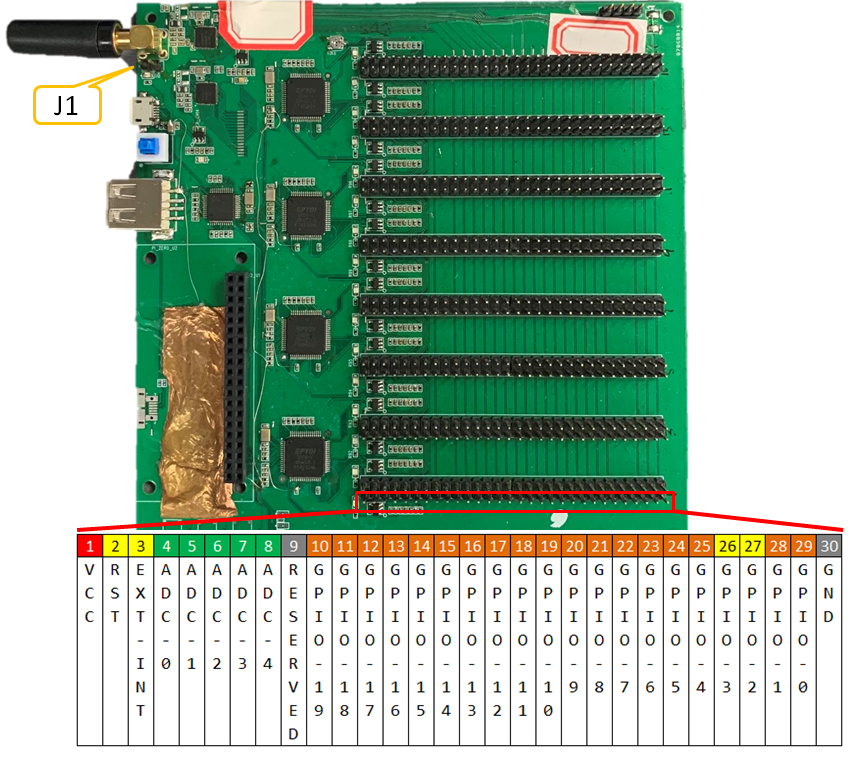 J1
PI_ZERO_V2
1 2 3 4 5 6 7 8 9 10 11 12 13 14 15 16 17 18 19 20 21 22 23 24 25 26 27 28 29 30
VCC
RST
EXT-INT
ADC-0
ADC-1
ADC-2
ADC-3
ADC-4
RESERVED
GPIO-19
GPIO-18
GPIO-17
GPIO-16
GPIO-15
GPIO-14
GPIO-13
GPIO-12
GPIO-11
GPIO-10
GPIO-9
GPIO-8
GPIO-7
GPIO-6
GPIO-5
GPIO-4
GPIO-3
GPIO-2
GPIO-1
GPIO-0
GND